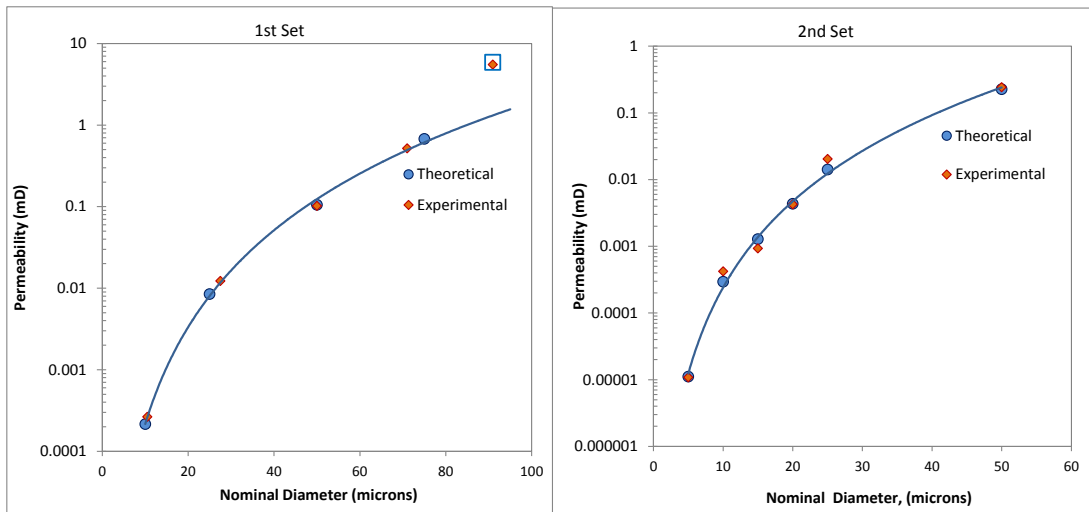 1st Set
10
1
0.1
0.01
0.001
0.0001
Permeability (mD)
Theoretical
Experimental
0
20
40
60
80
100
Nominal Diameter (microns)
2nd Set
1
0.1
0.01
0.001
0.0001
0.00001
0.000001
Permeability (mD)
Theoretical
Experimental
0
10
20
30
40
50
60
Nominal Diameter, (microns)